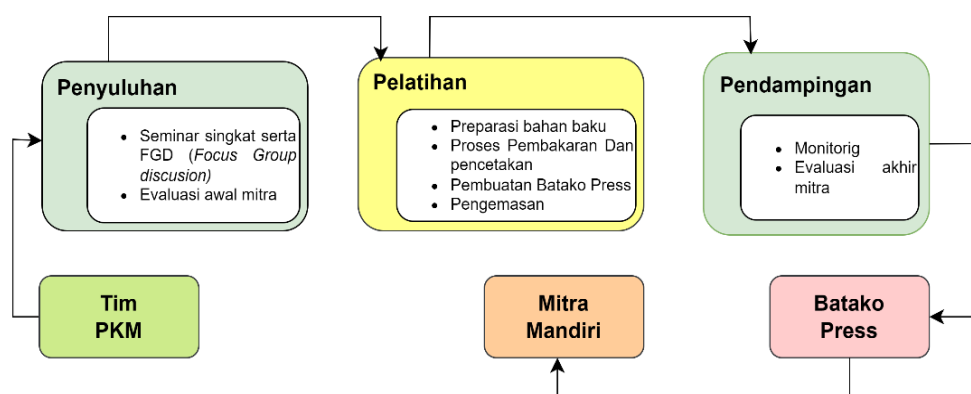 Penyuluhan
• Seminar singkat serta
FGD (Focus Group
discusion)
• Evaluasi awal mitra
Pelatihan
• Preparasi bahan baku
• Proses Pembakaran Dan
pencetakan
• Pembuatan Batako Press
• Pengemasan
Pendampingan
• Monitorig
• Evaluasi akhir
mitra
Tim
PKM
Mitra
Mandiri
Batako
Press